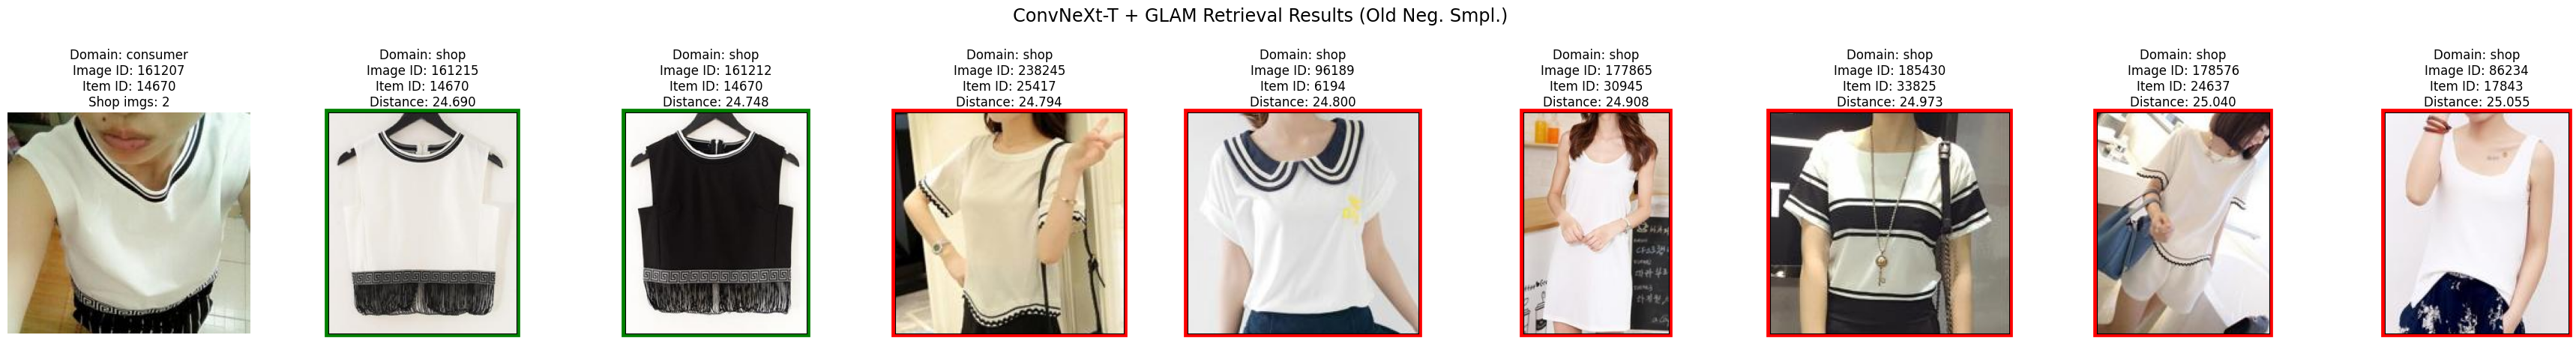 ConvNeXt-T + GLAM Retrieval Results (Old Neg. Smpl.)
Domain: consumer
Image ID: 161207
Item ID: 14670
Shop imgs: 2
Domain: shop
Image ID: 161215
Item ID: 14670
Distance: 24.690
Domain: shop
Image ID: 161212
Item ID: 14670
Distance: 24.748
Domain: shop
Image ID: 238245
Item ID: 25417
Distance: 24.794
Domain: shop
Image ID: 96189
Item ID: 6194
Distance: 24.800
Domain: shop
Image ID: 177865
Item ID: 30945
Distance: 24.908
Domain: shop
Image ID: 185430
Item ID: 33825
Distance: 24.973
Domain: shop
Image ID: 178576
Item ID: 24637
Distance: 25.040
Domain: shop
Image ID: 86234
Item ID: 17843
Distance: 25.055